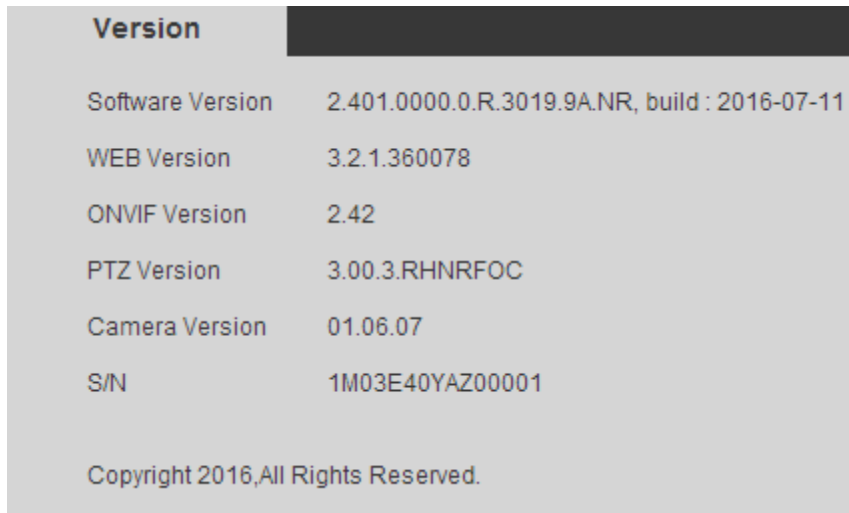 Version
Software Version 2.401.0000.0.R.3019.9A.NR, build : 2016-07-11
WEB Version 3.2.1.360078
ONVIF Version 2.42
PTZ Version 3.00.3.RHNRFOC
Camera Version 01.06.07
S/N 1M03E40YAZ00001
Copyright 2016,All Rights Reserved.